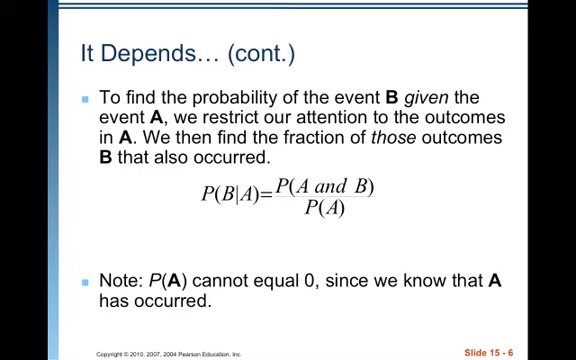 It Depends… (cont.)
To find the probability of the event B given the
event A, we restrict our attention to the outcomes
in A. We then find the fraction of those outcomes
B that also occurred.
P(B|A)=P(A and B)
P(A)
Note: P(A) cannot equal 0, since we know that A
has occurred.
Copyright © 2010, 2007, 2004 Pearson Education, Inc.
Slide 15 - 6